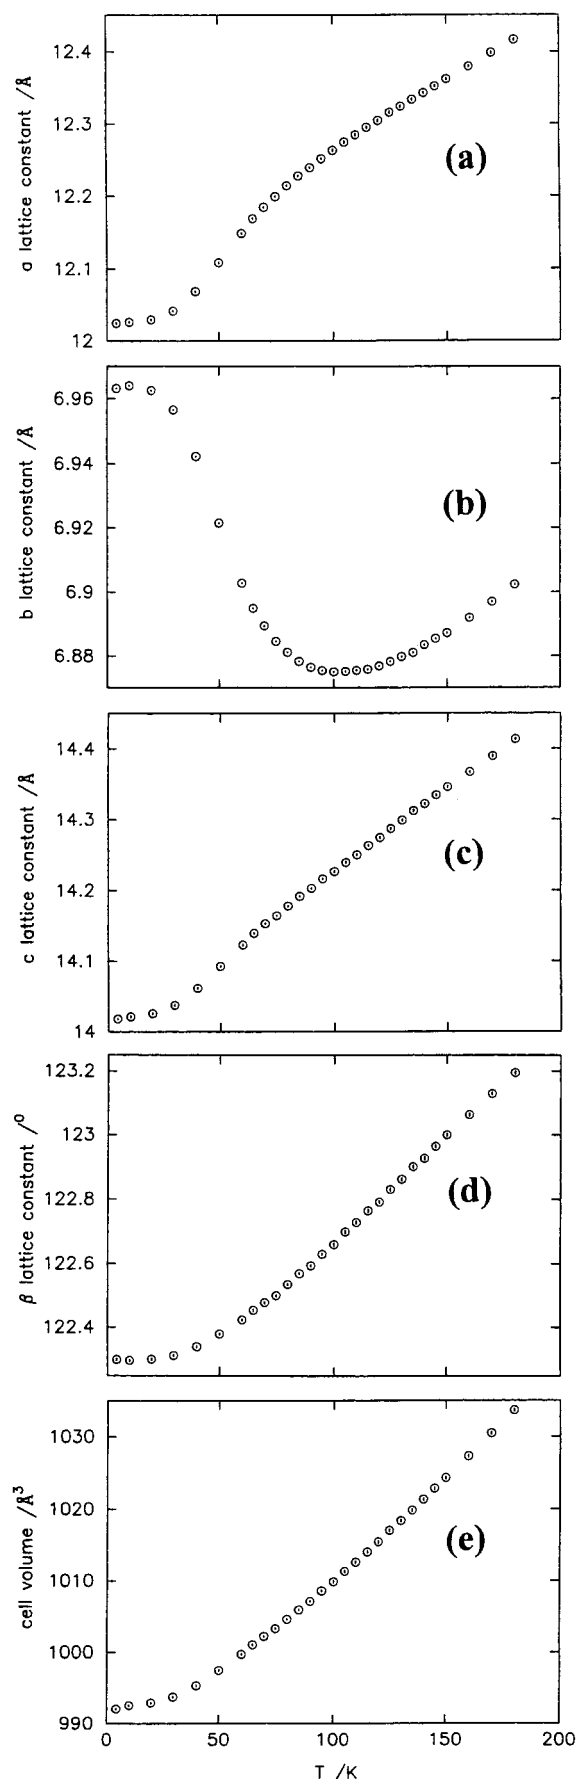 a lattice constant /Å
12.4
12.3
12.2
12.1
12
(a)
b lattice constant /Å
6.96
6.94
6.92
6.9
6.88
(b)
c lattice constant /Å
14.4
14.3
14.2
14.1
14
(c)
β lattice constant /⁰
123.2
123
122.8
122.6
122.4
(d)
cell volume /Å³
1030
1020
1010
1000
990
(e)
0 50 100 150 200
T /K